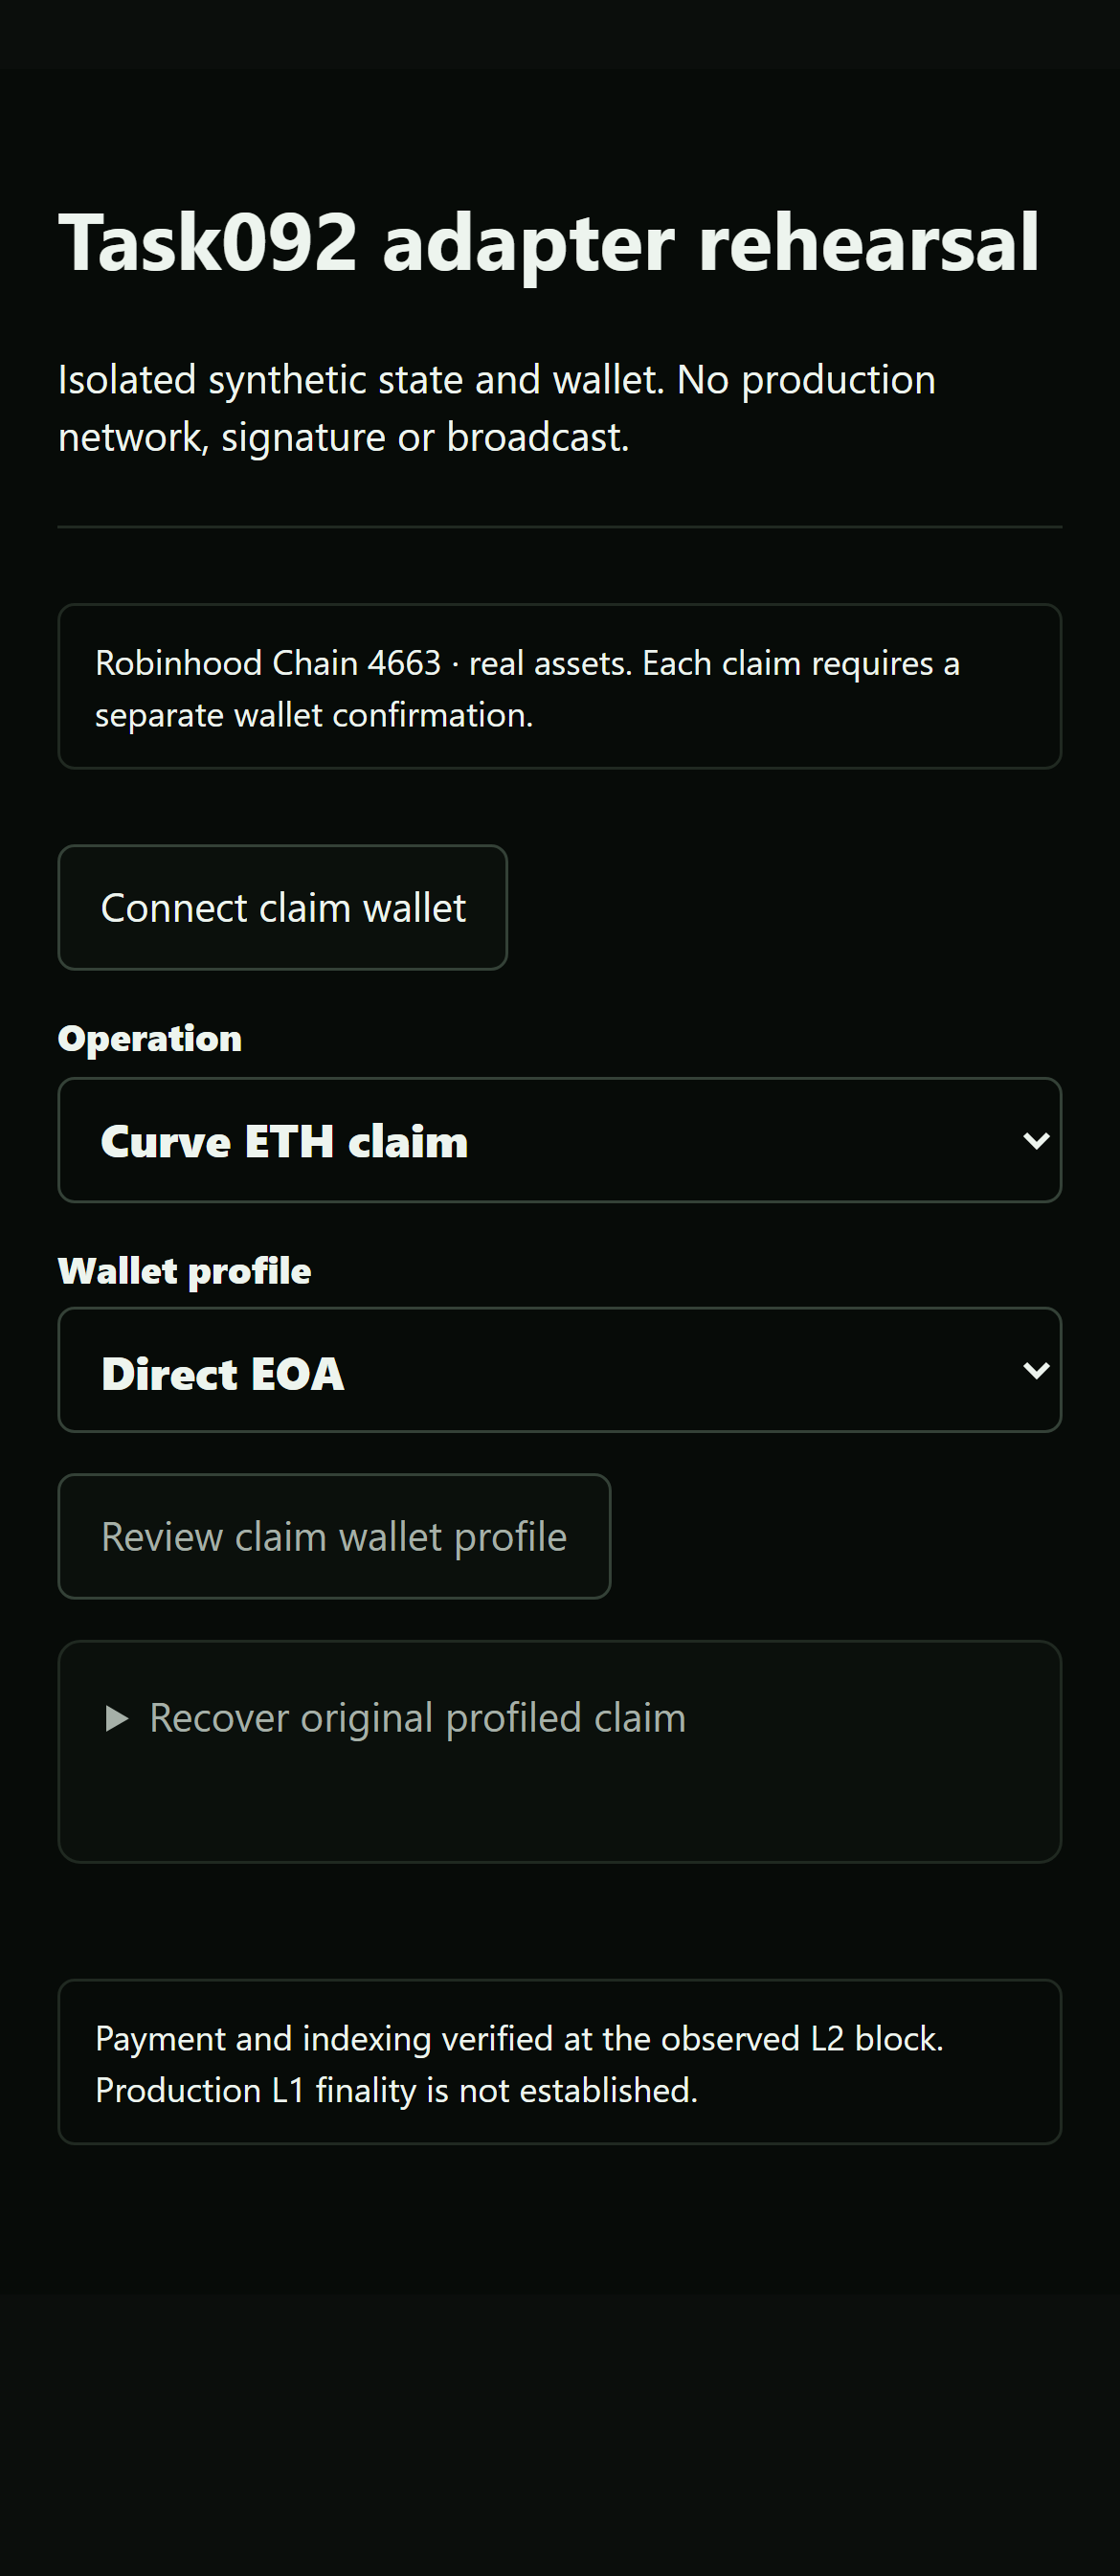 Task092 adapter rehearsal
Isolated synthetic state and wallet. No production
network, signature or broadcast.
Robinhood Chain 4663 · real assets. Each claim requires a
separate wallet confirmation.
Connect claim wallet
Operation
Curve ETH claim
Wallet profile
Direct EOA
Review claim wallet profile
Recover original profiled claim
Payment and indexing verified at the observed L2 block.
Production L1 finality is not established.